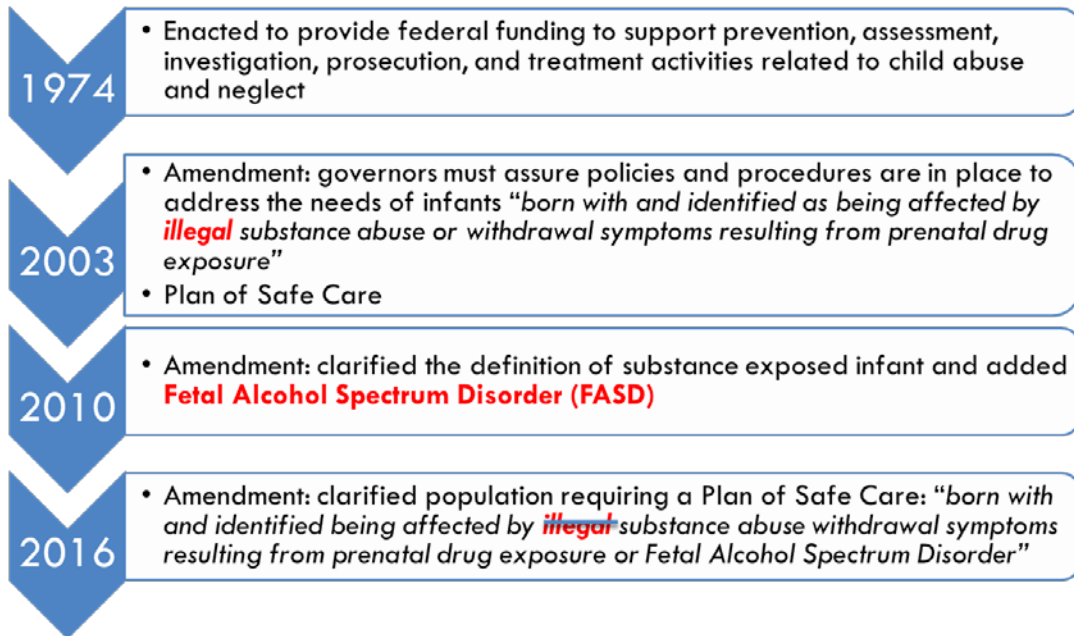 1974
• Enacted to provide federal funding to support prevention, assessment,
investigation, prosecution, and treatment activities related to child abuse
and neglect
2003
• Amendment: governors must assure policies and procedures are in place to
address the needs of infants “born with and identified as being affected by
illegal substance abuse or withdrawal symptoms resulting from prenatal drug
exposure”
• Plan of Safe Care
2010
• Amendment: clarified the definition of substance exposed infant and added
Fetal Alcohol Spectrum Disorder (FASD)
2016
• Amendment: clarified population requiring a Plan of Safe Care: “born with
and identified being affected by illegal substance abuse withdrawal symptoms
resulting from prenatal drug exposure or Fetal Alcohol Spectrum Disorder”